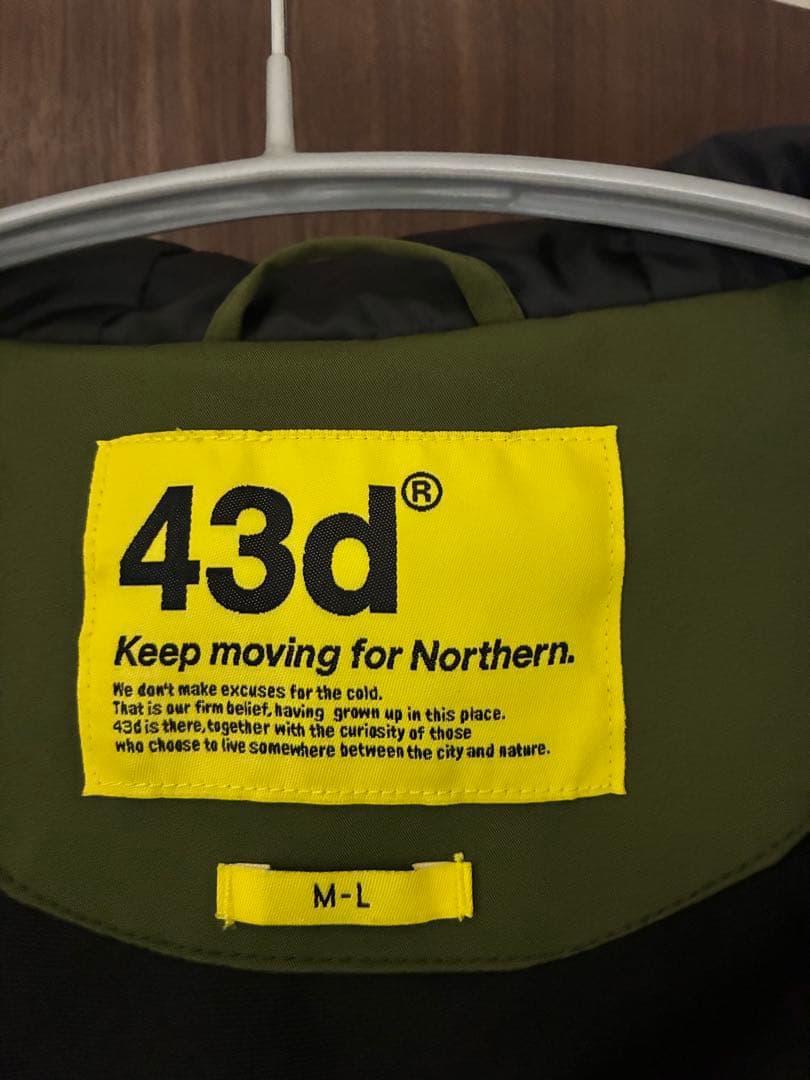 43d®
Keep moving for Northern.
We don't make excuses for the cold.
That is our firm belief, having grown up in this place.
43d is there, together with the curiosity of those
who choose to live somewhere between the city and nature.
M-L